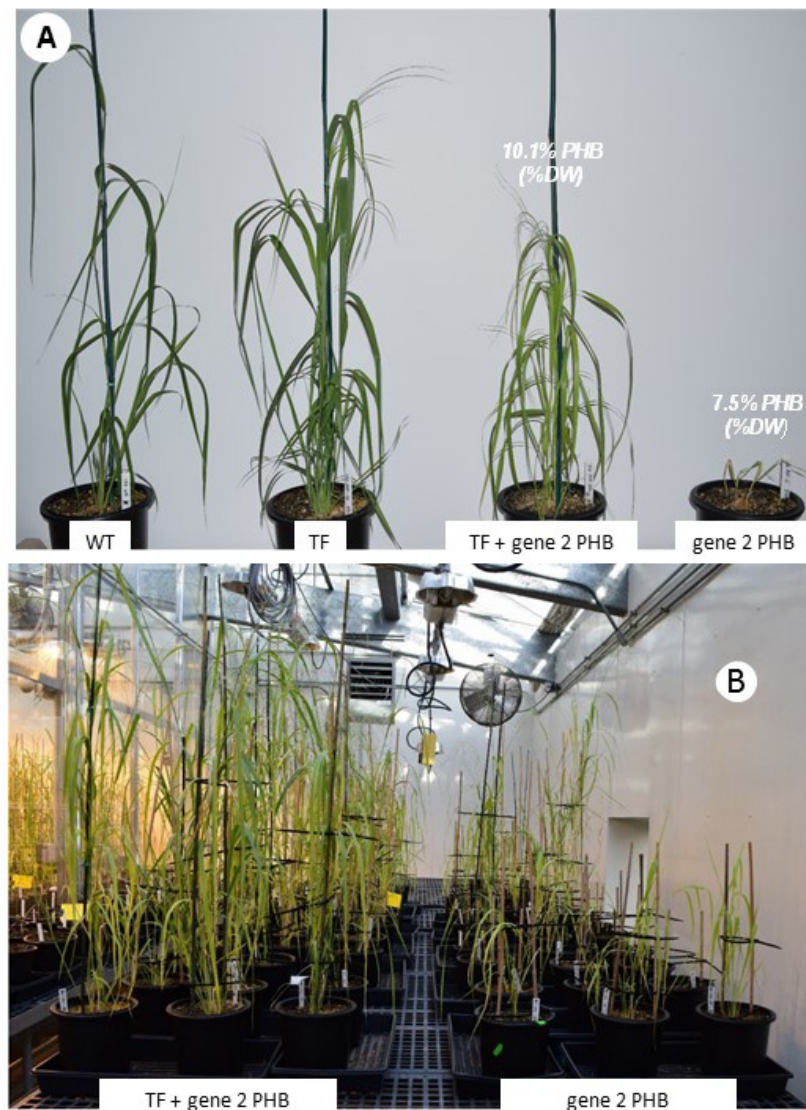 A
10.1% PHB
(%DW)
7.5% PHB
(%DW)
WT
TF
TF + gene 2 PHB
gene 2 PHB
B
TF + gene 2 PHB
gene 2 PHB